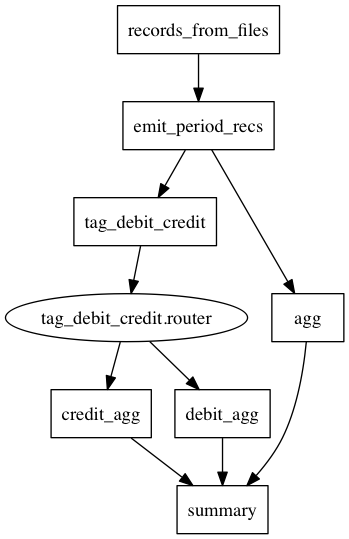 records_from_files
emit_period_recs
tag_debit_credit
tag_debit_credit.router
agg
credit_agg
debit_agg
summary